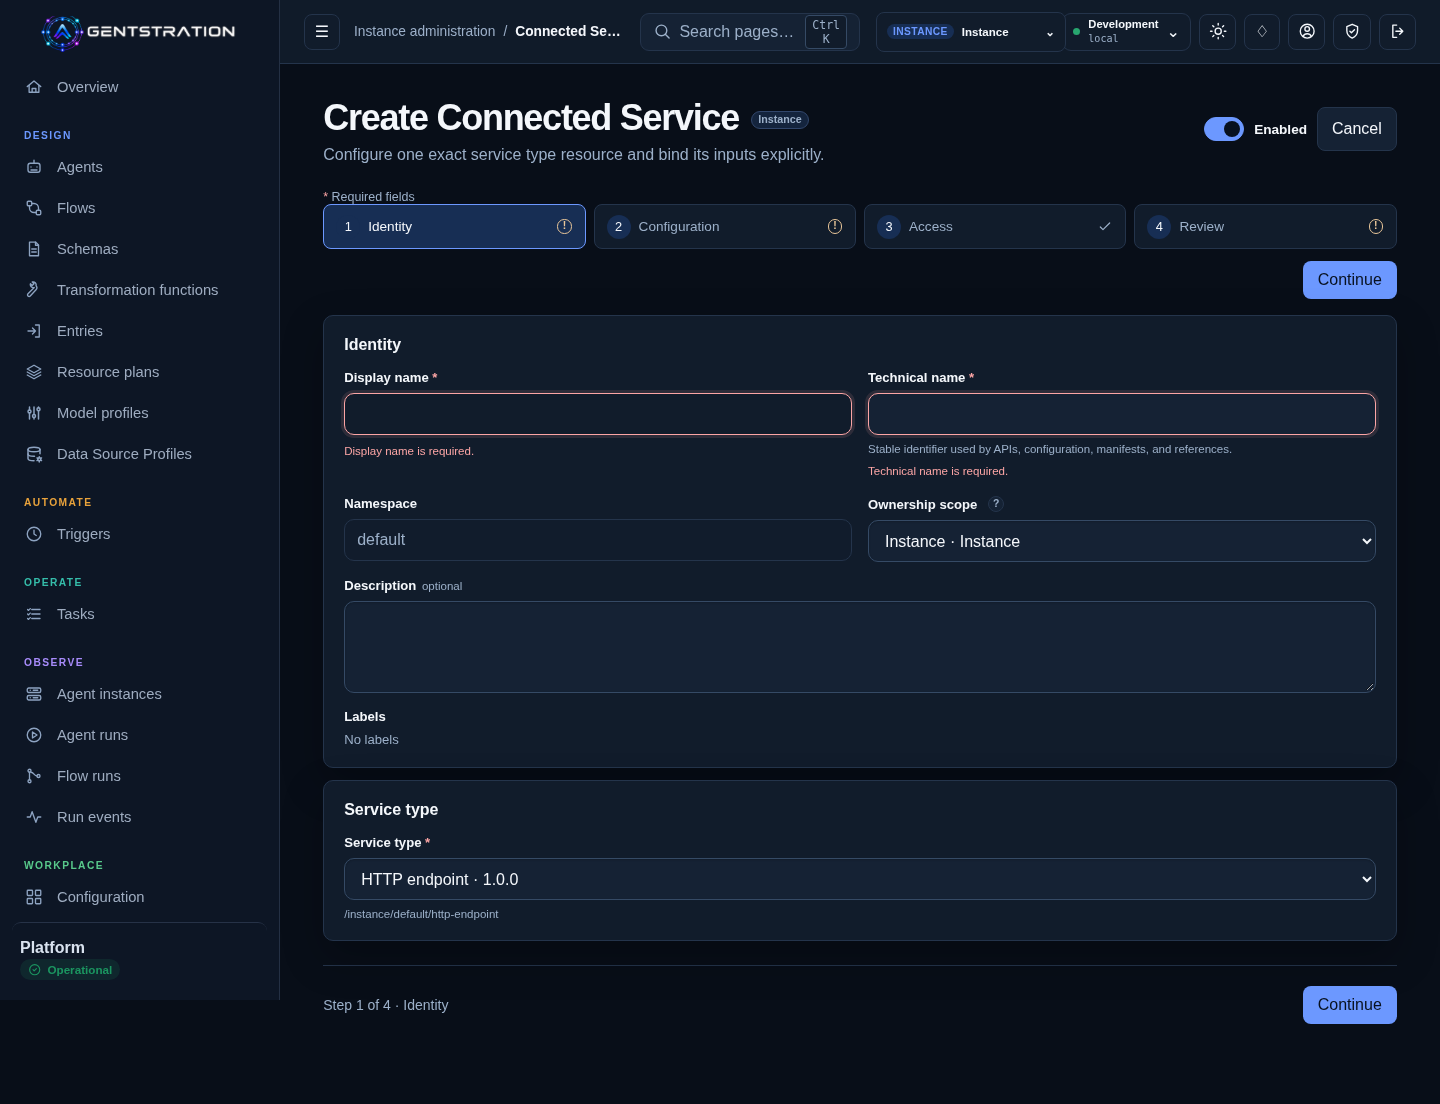 GENTSTRATION
Overview
DESIGN
Agents
Flows
Schemas
Transformation functions
Entries
Resource plans
Model profiles
Data Source Profiles
AUTOMATE
Triggers
OPERATE
Tasks
OBSERVE
Agent instances
Agent runs
Flow runs
Run events
WORKPLACE
Configuration
Platform
Operational
☰
Instance administration / Connected Se…
Search pages…
Ctrl
K
INSTANCE Instance
Development
local
Create Connected Service Instance
Configure one exact service type resource and bind its inputs explicitly.
Enabled
Cancel
* Required fields
1 Identity !
2 Configuration !
3 Access
4 Review !
Continue
Identity
Display name *
Display name is required.
Technical name *
Stable identifier used by APIs, configuration, manifests, and references.
Technical name is required.
Namespace
default
Ownership scope ?
Instance · Instance
Description optional
Labels
No labels
Service type
Service type *
HTTP endpoint · 1.0.0
/instance/default/http-endpoint
Step 1 of 4 · Identity
Continue